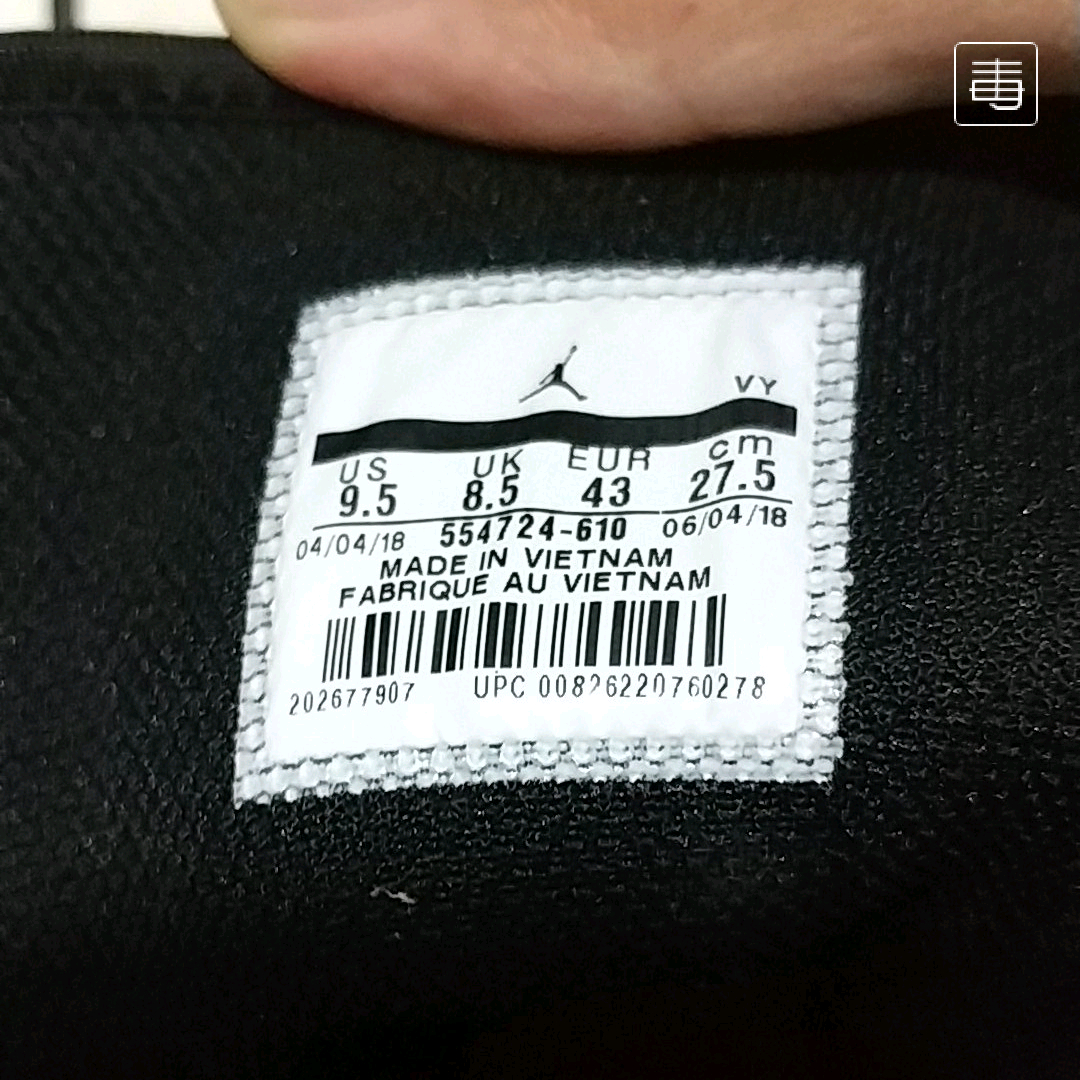 毒
VY
US UK EUR cm
9.5 8.5 43 27.5
04/04/18 554724-610 06/04/18
MADE IN VIETNAM
FABRIQUE AU VIETNAM
202677907 UPC 00826220760278